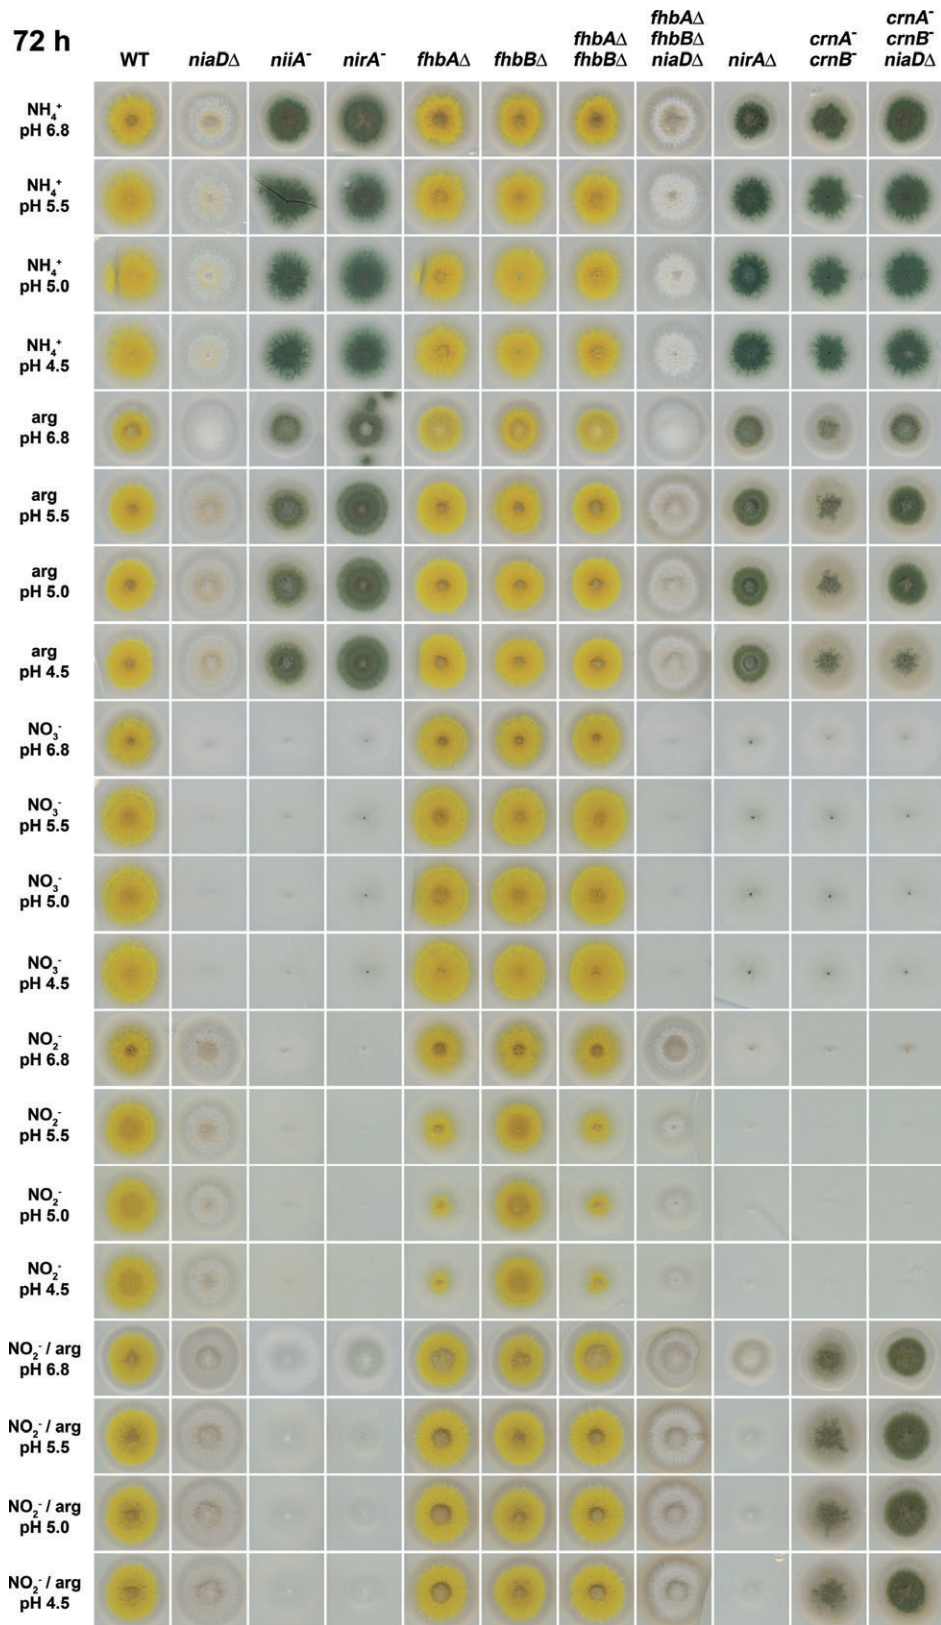 72 h
WT
niaDΔ
niiA⁻
nirA⁻
fhbAΔ
fhbBΔ
fhbAΔ
fhbBΔ
fhbAΔ
fhbBΔ
niaDΔ
nirAΔ
crnA⁻
crnB⁻
crnA⁻
crnB⁻
niaDΔ
NH₄⁺
pH 6.8
NH₄⁺
pH 5.5
NH₄⁺
pH 5.0
NH₄⁺
pH 4.5
arg
pH 6.8
arg
pH 5.5
arg
pH 5.0
arg
pH 4.5
NO₃⁻
pH 6.8
NO₃⁻
pH 5.5
NO₃⁻
pH 5.0
NO₃⁻
pH 4.5
NO₂⁻
pH 6.8
NO₂⁻
pH 5.5
NO₂⁻
pH 5.0
NO₂⁻
pH 4.5
NO₂⁻ / arg
pH 6.8
NO₂⁻ / arg
pH 5.5
NO₂⁻ / arg
pH 5.0
NO₂⁻ / arg
pH 4.5